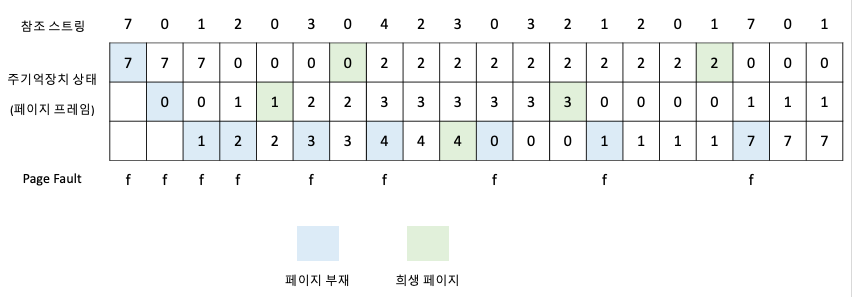 참조 스트링 7 0 1 2 0 3 0 4 2 3 0 3 2 1 2 0 1 7 0 1
7 7 7 0 0 0 0 2 2 2 2 2 2 2 2 2 2 0 0 0
주기억장치 상태
(페이지 프레임) 0 0 1 1 2 2 3 3 3 3 3 3 0 0 0 0 1 1 1
1 2 2 3 3 4 4 4 0 0 0 1 1 1 1 7 7 7
Page Fault f f f f f f f f f
페이지 부재 희생 페이지